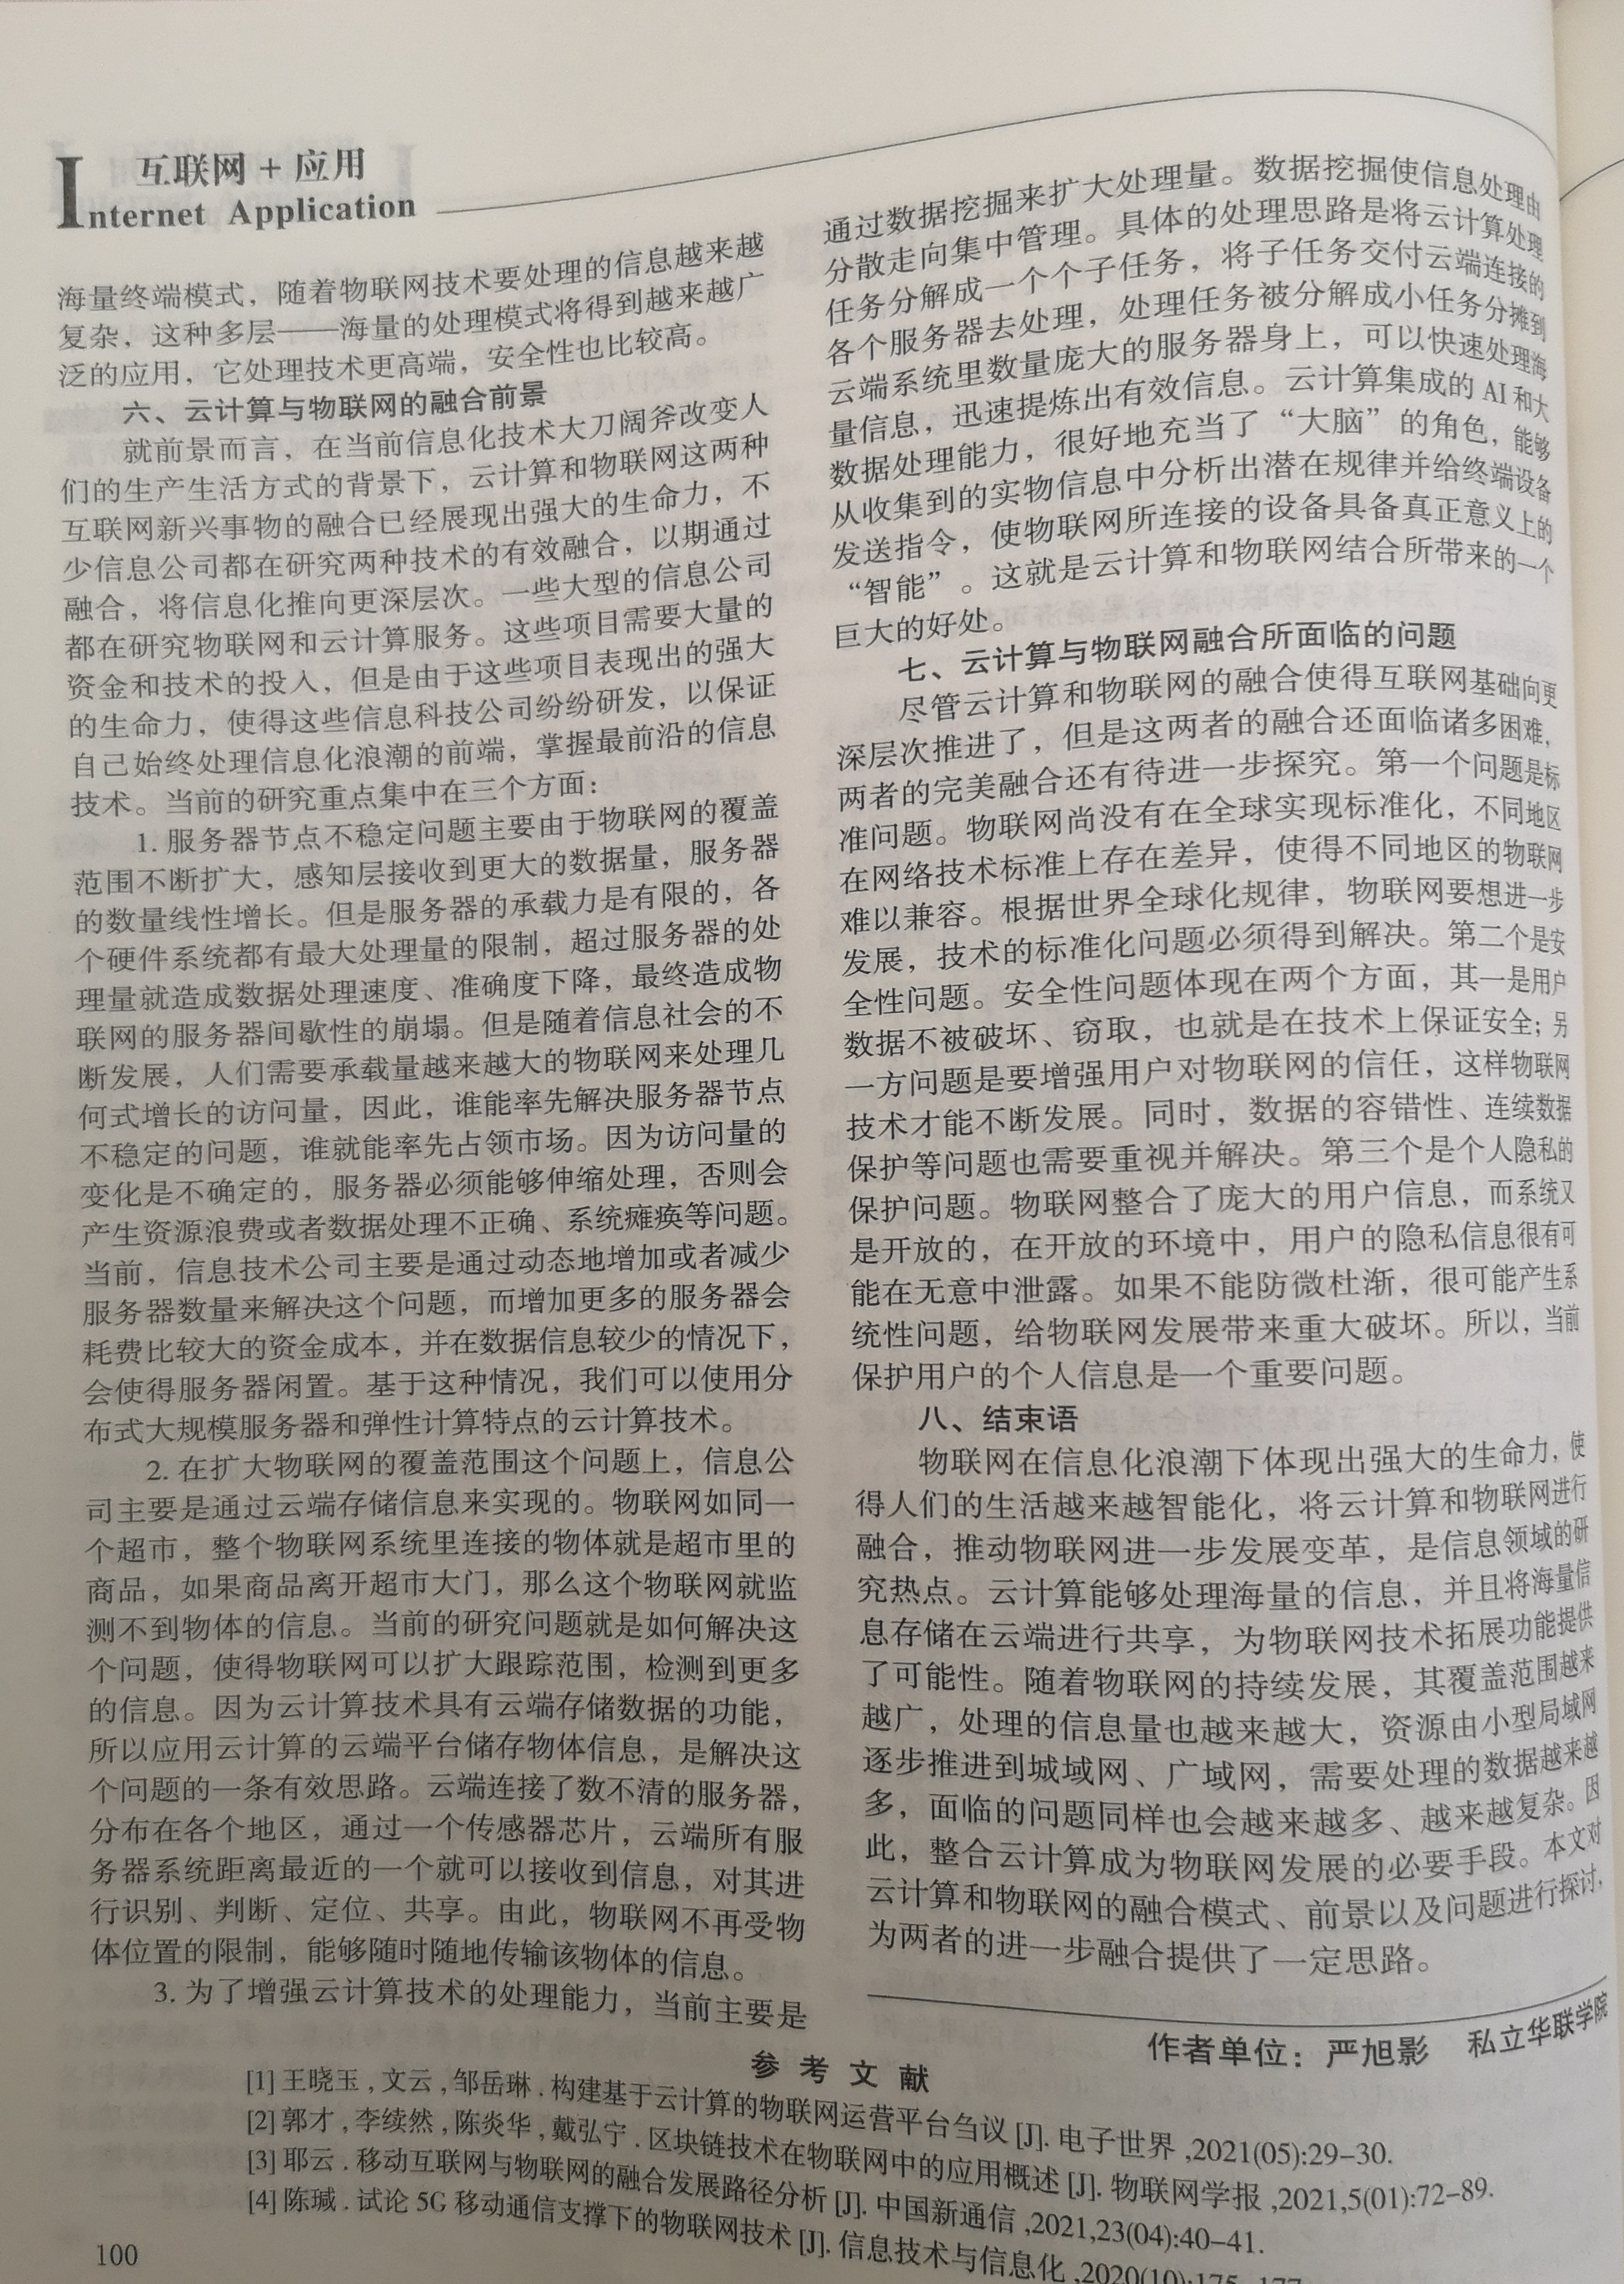 互联网 + 应用
Internet Application
海量终端模式，随着物联网技术要处理的信息越来越
复杂，这种多层——海量的处理模式将得到越来越广
泛的应用，它处理技术更高端，安全性也比较高。
六、云计算与物联网的融合前景
就前景而言，在当前信息化技术大刀阔斧改变人
们的生产生活方式的背景下，云计算和物联网这两种
互联网新兴事物的融合已经展现出强大的生命力，不
少信息公司都在研究两种技术的有效融合，以期通过
融合，将信息化推向更深层次。一些大型的信息公司
都在研究物联网和云计算服务。这些项目需要大量的
资金和技术的投入，但是由于这些项目表现出的强大
的生命力，使得这些信息科技公司纷纷研发，以保证
自己始终处理信息化浪潮的前端，掌握最前沿的信息
技术。当前的研究重点集中在三个方面：
1. 服务器节点不稳定问题主要由于物联网的覆盖
范围不断扩大，感知层接收到更大的数据量，服务器
的数量线性增长。但是服务器的承载力是有限的，各
个硬件系统都有最大处理量的限制，超过服务器的处
理量就造成数据处理速度、准确度下降，最终造成物
联网的服务器间歇性的崩塌。但是随着信息社会的不
断发展，人们需要承载量越来越大的物联网来处理几
何式增长的访问量，因此，谁能率先解决服务器节点
不稳定的问题，谁就能率先占领市场。因为访问量的
变化是不确定的，服务器必须能够伸缩处理，否则会
产生资源浪费或者数据处理不正确、系统瘫痪等问题。
当前，信息技术公司主要是通过动态地增加或者减少
服务器数量来解决这个问题，而增加更多的服务器会
耗费比较大的资金成本，并在数据信息较少的情况下，
会使得服务器闲置。基于这种情况，我们可以使用分
布式大规模服务器和弹性计算特点的云计算技术。
2. 在扩大物联网的覆盖范围这个问题上，信息公
司主要是通过云端存储信息来实现的。物联网如同一
个超市，整个物联网系统里连接的物体就是超市里的
商品，如果商品离开超市大门，那么这个物联网就监
测不到物体的信息。当前的研究问题就是如何解决这
个问题，使得物联网可以扩大跟踪范围，检测到更多
的信息。因为云计算技术具有云端存储数据的功能，
所以应用云计算的云端平台储存物体信息，是解决这
个问题的一条有效思路。云端连接了数不清的服务器，
分布在各个地区，通过一个传感器芯片，云端所有服
务器系统距离最近的一个就可以接收到信息，对其进
行识别、判断、定位、共享。由此，物联网不再受物
体位置的限制，能够随时随地传输该物体的信息。
3. 为了增强云计算技术的处理能力，当前主要是
通过数据挖掘来扩大处理量。数据挖掘使信息处理由
分散走向集中管理。具体的处理思路是将云计算处理
任务分解成一个个子任务，将子任务交付云端连接的
各个服务器去处理，处理任务被分解成小任务分摊到
云端系统里数量庞大的服务器身上，可以快速处理海
量信息，迅速提炼出有效信息。云计算集成的 AI 和大
数据处理能力，很好地充当了“大脑”的角色，能够
从收集到的实物信息中分析出潜在规律并给终端设备
发送指令，使物联网所连接的设备具备真正意义上的
“智能”。这就是云计算和物联网结合所带来的一个
巨大的好处。
七、云计算与物联网融合所面临的问题
尽管云计算和物联网的融合使得互联网基础向更
深层次推进了，但是这两者的融合还面临诸多困难，
两者的完美融合还有待进一步探究。第一个问题是标
准问题。物联网尚没有在全球实现标准化，不同地区
在网络技术标准上存在差异，使得不同地区的物联网
难以兼容。根据世界全球化规律，物联网要想进一步
发展，技术的标准化问题必须得到解决。第二个是安
全性问题。安全性问题体现在两个方面，其一是用户
数据不被破坏、窃取，也就是在技术上保证安全；另
一方问题是要增强用户对物联网的信任，这样物联网
技术才能不断发展。同时，数据的容错性、连续数据
保护等问题也需要重视并解决。第三个是个人隐私的
保护问题。物联网整合了庞大的用户信息，而系统又
是开放的，在开放的环境中，用户的隐私信息很有可
能在无意中泄露。如果不能防微杜渐，很可能产生系
统性问题，给物联网发展带来重大破坏。所以，当前
保护用户的个人信息是一个重要问题。
八、结束语
物联网在信息化浪潮下体现出强大的生命力，使
得人们的生活越来越智能化，将云计算和物联网进行
融合，推动物联网进一步发展变革，是信息领域的研
究热点。云计算能够处理海量的信息，并且将海量信
息存储在云端进行共享，为物联网技术拓展功能提供
了可能性。随着物联网的持续发展，其覆盖范围越来
越广，处理的信息量也越来越大，资源由小型局域网
逐步推进到城域网、广域网，需要处理的数据越来越
多，面临的问题同样也会越来越多、越来越复杂。因
此，整合云计算成为物联网发展的必要手段。本文对
云计算和物联网的融合模式、前景以及问题进行探讨，
为两者的进一步融合提供了一定思路。
作者单位：严旭影 私立华联学院
参 考 文 献
[1] 王晓玉 , 文云 , 邹岳琳 . 构建基于云计算的物联网运营平台刍议 [J]. 电子世界 ,2021(05):29-30.
[2] 郭才 , 李续然 , 陈炎华 , 戴弘宁 . 区块链技术在物联网中的应用概述 [J]. 物联网学报 ,2021,5(01):72-89.
[3] 耶云 . 移动互联网与物联网的融合发展路径分析 [J]. 中国新通信 ,2021,23(04):40-41.
[4] 陈瑊 . 试论 5G 移动通信支撑下的物联网技术 [J]. 信息技术与信息化 ,2020(10):175-177
100